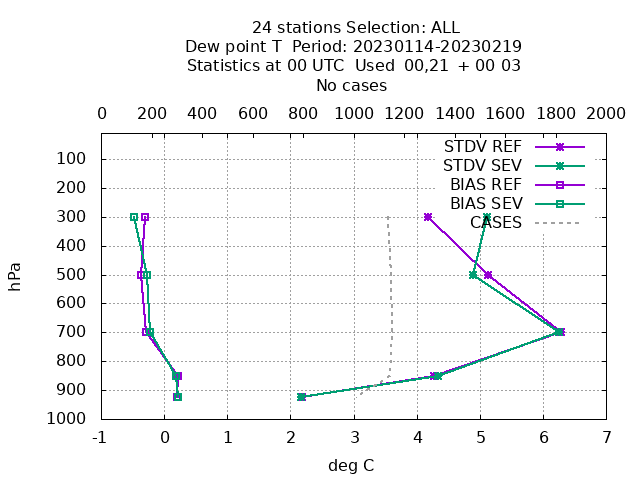 24 stations Selection: ALL
Dew point T  Period: 20230114-20230219
Statistics at 00 UTC  Used  00,21  + 00 03
No cases
0 200 400 600 800 1000 1200 1400 1600 1800 2000
STDV REF
STDV SEV
BIAS REF
BIAS SEV
CASES
hPa
100
200
300
400
500
600
700
800
900
1000
-1 0 1 2 3 4 5 6 7
deg C